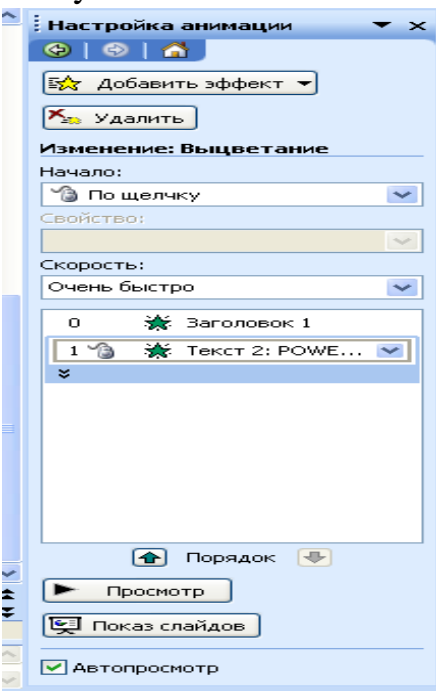 Настройка анимации
Добавить эффект
Удалить
Изменение: Выцветание
Начало:
По щелчку
Свойство:
Скорость:
Очень быстро
0 Заголовок 1
1 Текст 2: POWE...
Порядок
Просмотр
Показ слайдов
Автопросмотр